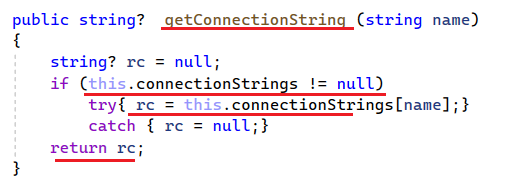 public string? getConnectionString (string name)
{
string? rc = null;
if (this.connectionStrings != null)
try{ rc = this.connectionStrings[name];}
catch { rc = null;}
return rc;
}